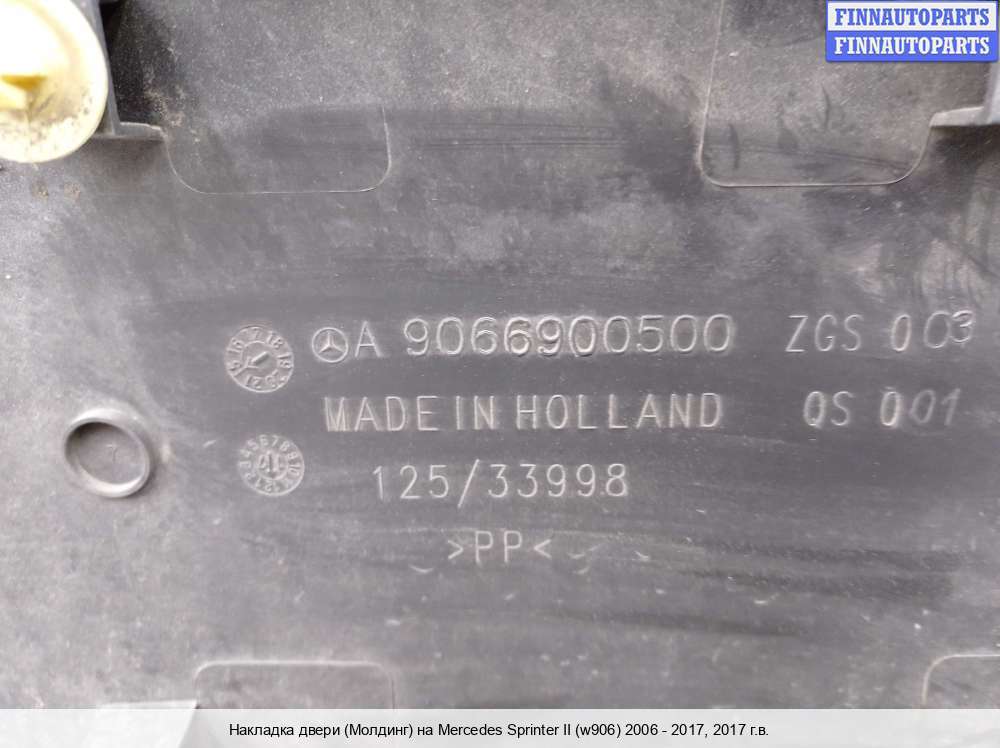 FINNAUTOPARTS
FINNAUTOPARTS
A 9066900500 ZGS 003
MADE IN HOLLAND QS 001
125/33998
>PP<
Накладка двери (Молдинг) на Mercedes Sprinter II (w906) 2006 - 2017, 2017 г.в.